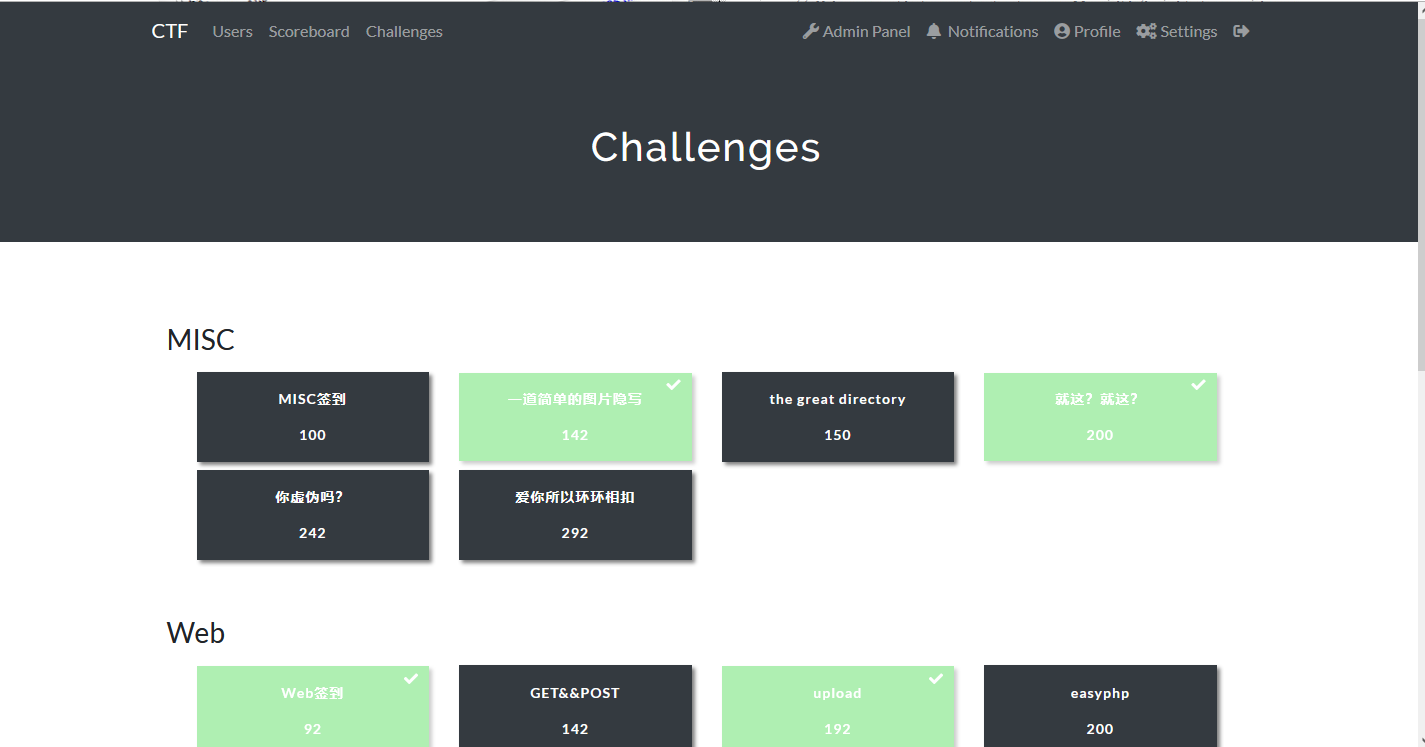 CTF Users Scoreboard Challenges Admin Panel Notifications Profile Settings
Challenges
MISC
MISC签到
100
一道简单的图片隐写
142
the great directory
150
就这？就这？
200
你虚伪吗？
242
爱你所以环环相扣
292
Web
Web签到
92
GET&&POST
142
upload
192
easyphp
200